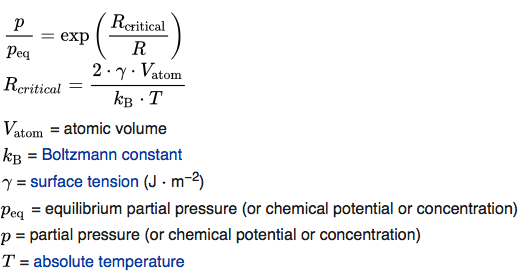 p/p_eq = exp(R_critical/R)
R_critical = 2 · γ · V_atom / k_B · T
V_atom = atomic volume
k_B = Boltzmann constant
γ = surface tension (J · m⁻²)
p_eq = equilibrium partial pressure (or chemical potential or concentration)
p = partial pressure (or chemical potential or concentration)
T = absolute temperature